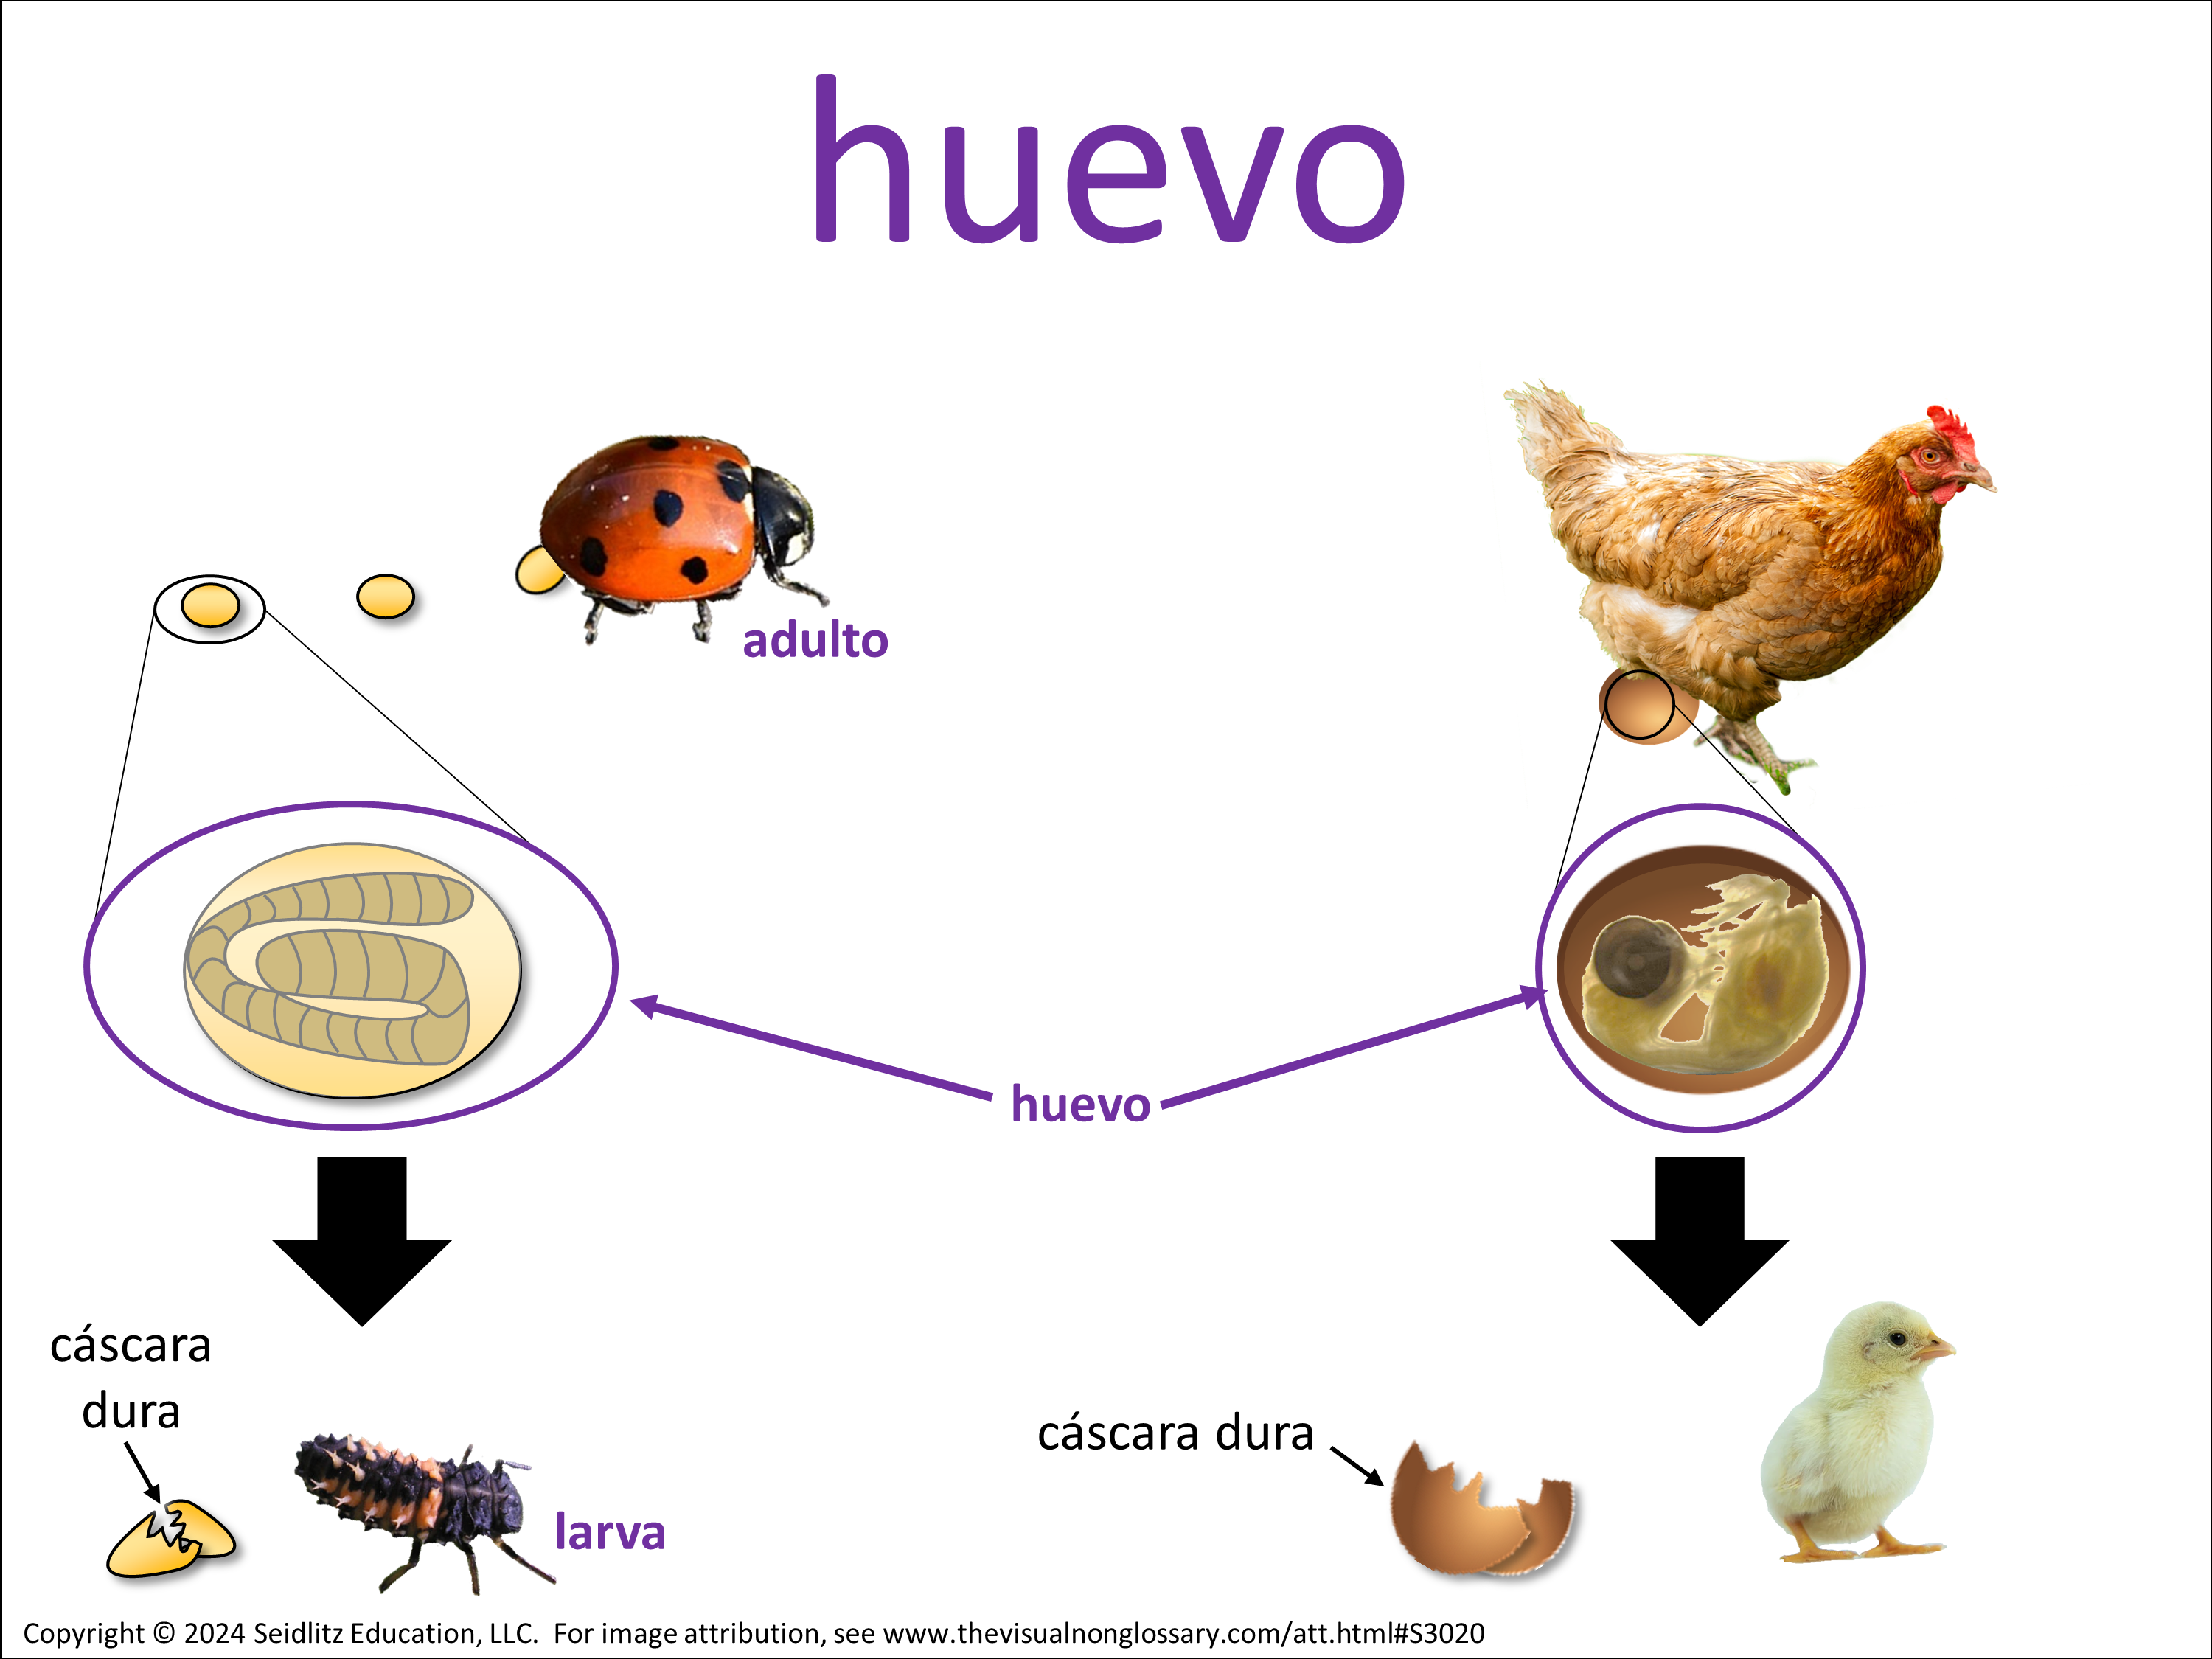 huevo
adulto
huevo
cáscara
dura
cáscara dura
larva
Copyright © 2024 Seidlitz Education, LLC.  For image attribution, see www.thevisualnonglossary.com/att.html#S3020